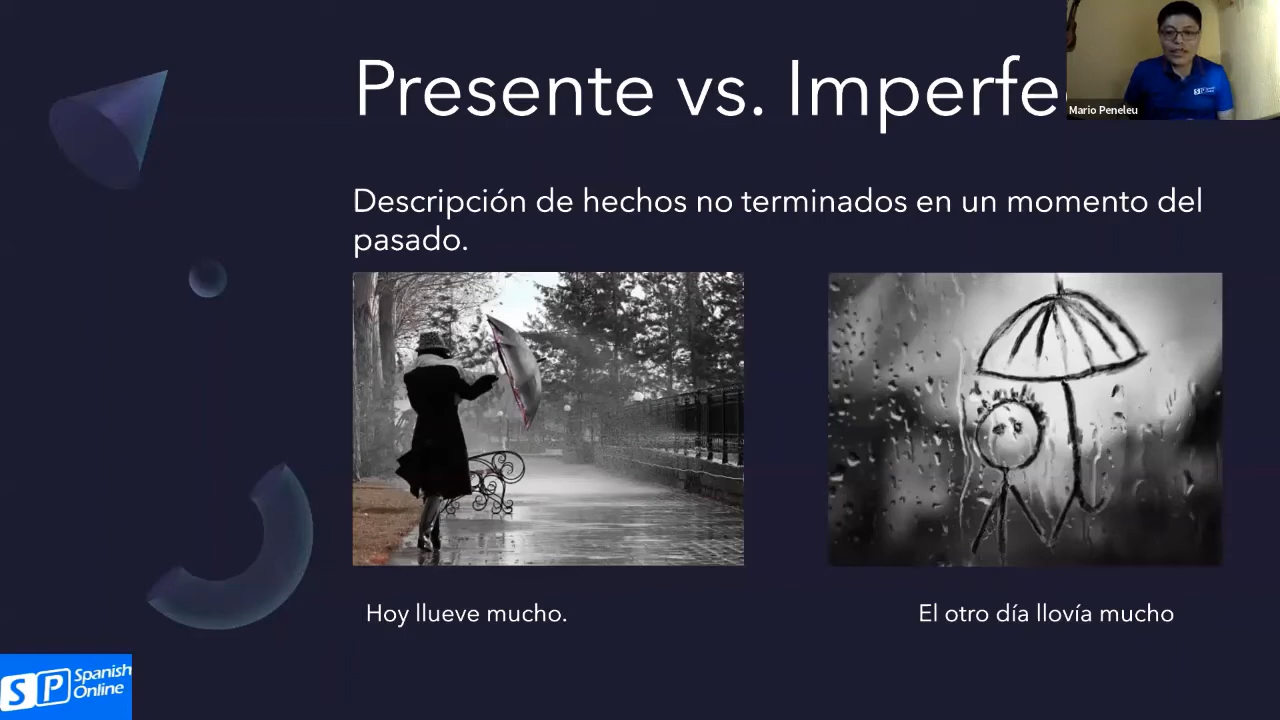 Presente vs. Imperfe
Mario Peneleu
Descripción de hechos no terminados en un momento del
pasado.
Hoy llueve mucho.
El otro día llovía mucho
SP Spanish
Online